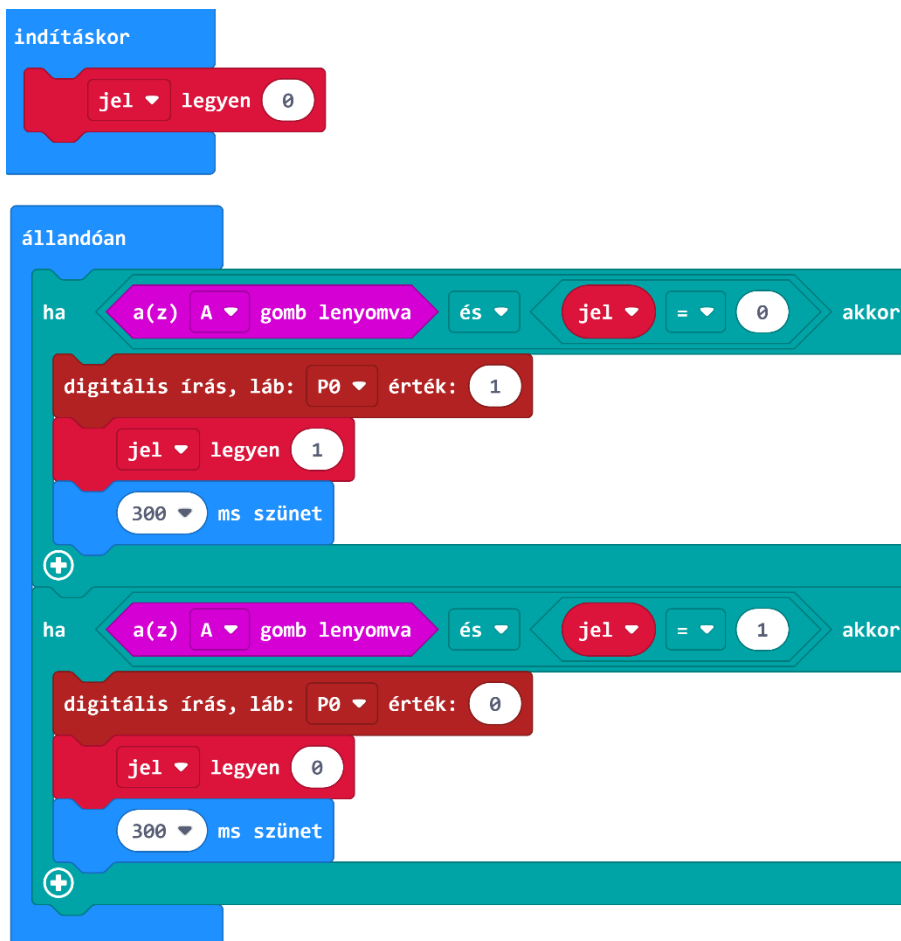 indításkor
jel legyen 0
állandóan
ha a(z) A gomb lenyomva és jel = 0 akkor
digitális írás, láb: P0 érték: 1
jel legyen 1
300 ms szünet
ha a(z) A gomb lenyomva és jel = 1 akkor
digitális írás, láb: P0 érték: 0
jel legyen 0
300 ms szünet